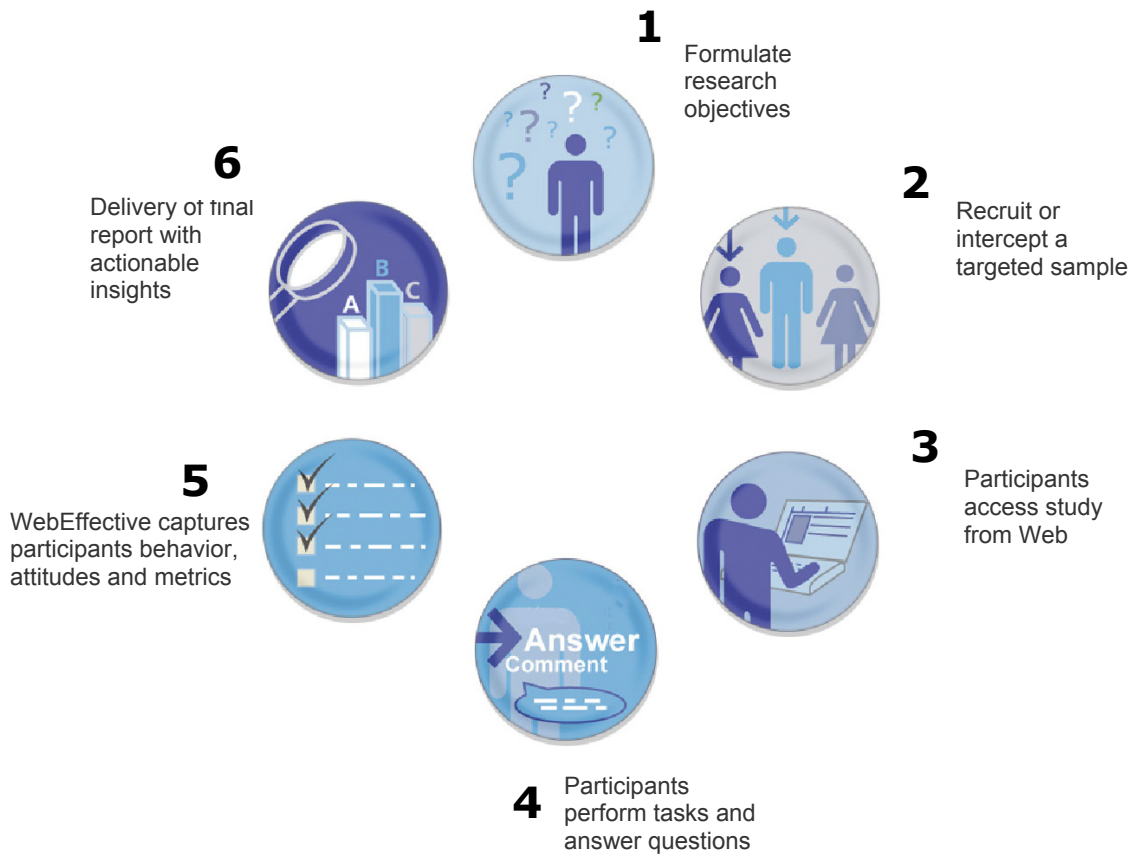 1
Formulate
research
objectives
? ? ?
? ? ? ?
?
2
Recruit or
intercept a
targeted sample
3
Participants
access study
from Web
Answer
Comment
4
Participants
perform tasks and
answer questions
5
WebEffective captures
participants behavior,
attitudes and metrics
6
Delivery of final
report with
actionable
insights
A B C